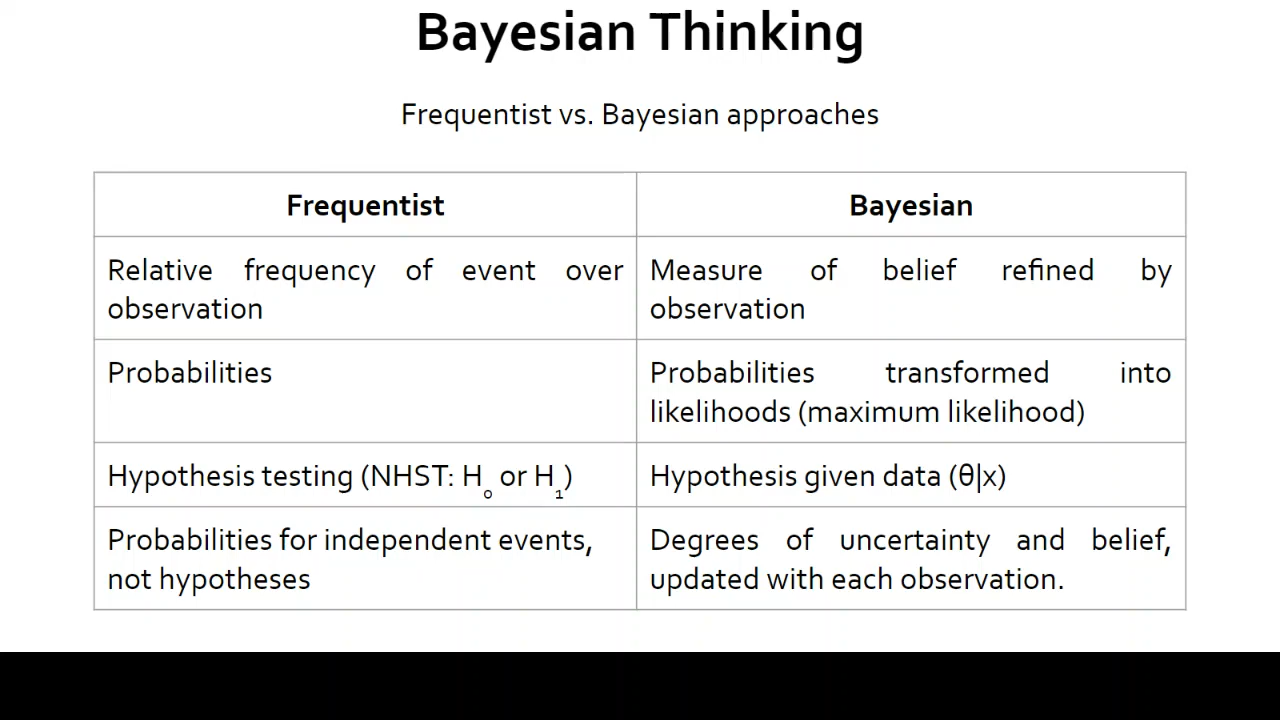 Bayesian Thinking
Frequentist vs. Bayesian approaches
Frequentist
Bayesian
Relative frequency of event over
observation
Measure of belief refined by
observation
Probabilities
Probabilities transformed into
likelihoods (maximum likelihood)
Hypothesis testing (NHST: H₀ or H₁)
Hypothesis given data (θ|x)
Probabilities for independent events,
not hypotheses
Degrees of uncertainty and belief,
updated with each observation.